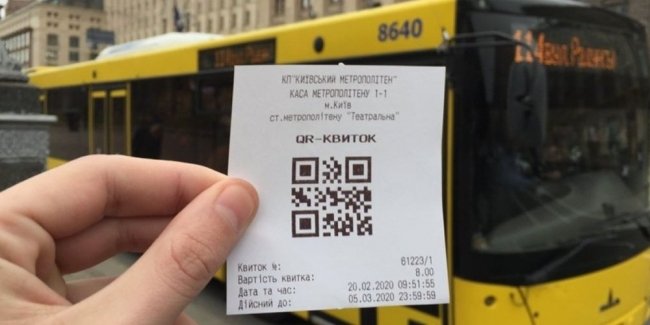 8640
114
КП"КИЇВСЬКИЙ МЕТРОПОЛІТЕН"
КАСА МЕТРОПОЛІТЕНУ 1-1
м.Київ
ст.метрополітену "Театральна"
QR-КВИТОК
Квиток №: 61223/1
Вартість квитка: 8.00
Дата та час: 20.02.2020 09:51:55
Дійсний до: 05.03.2020 23:59:59